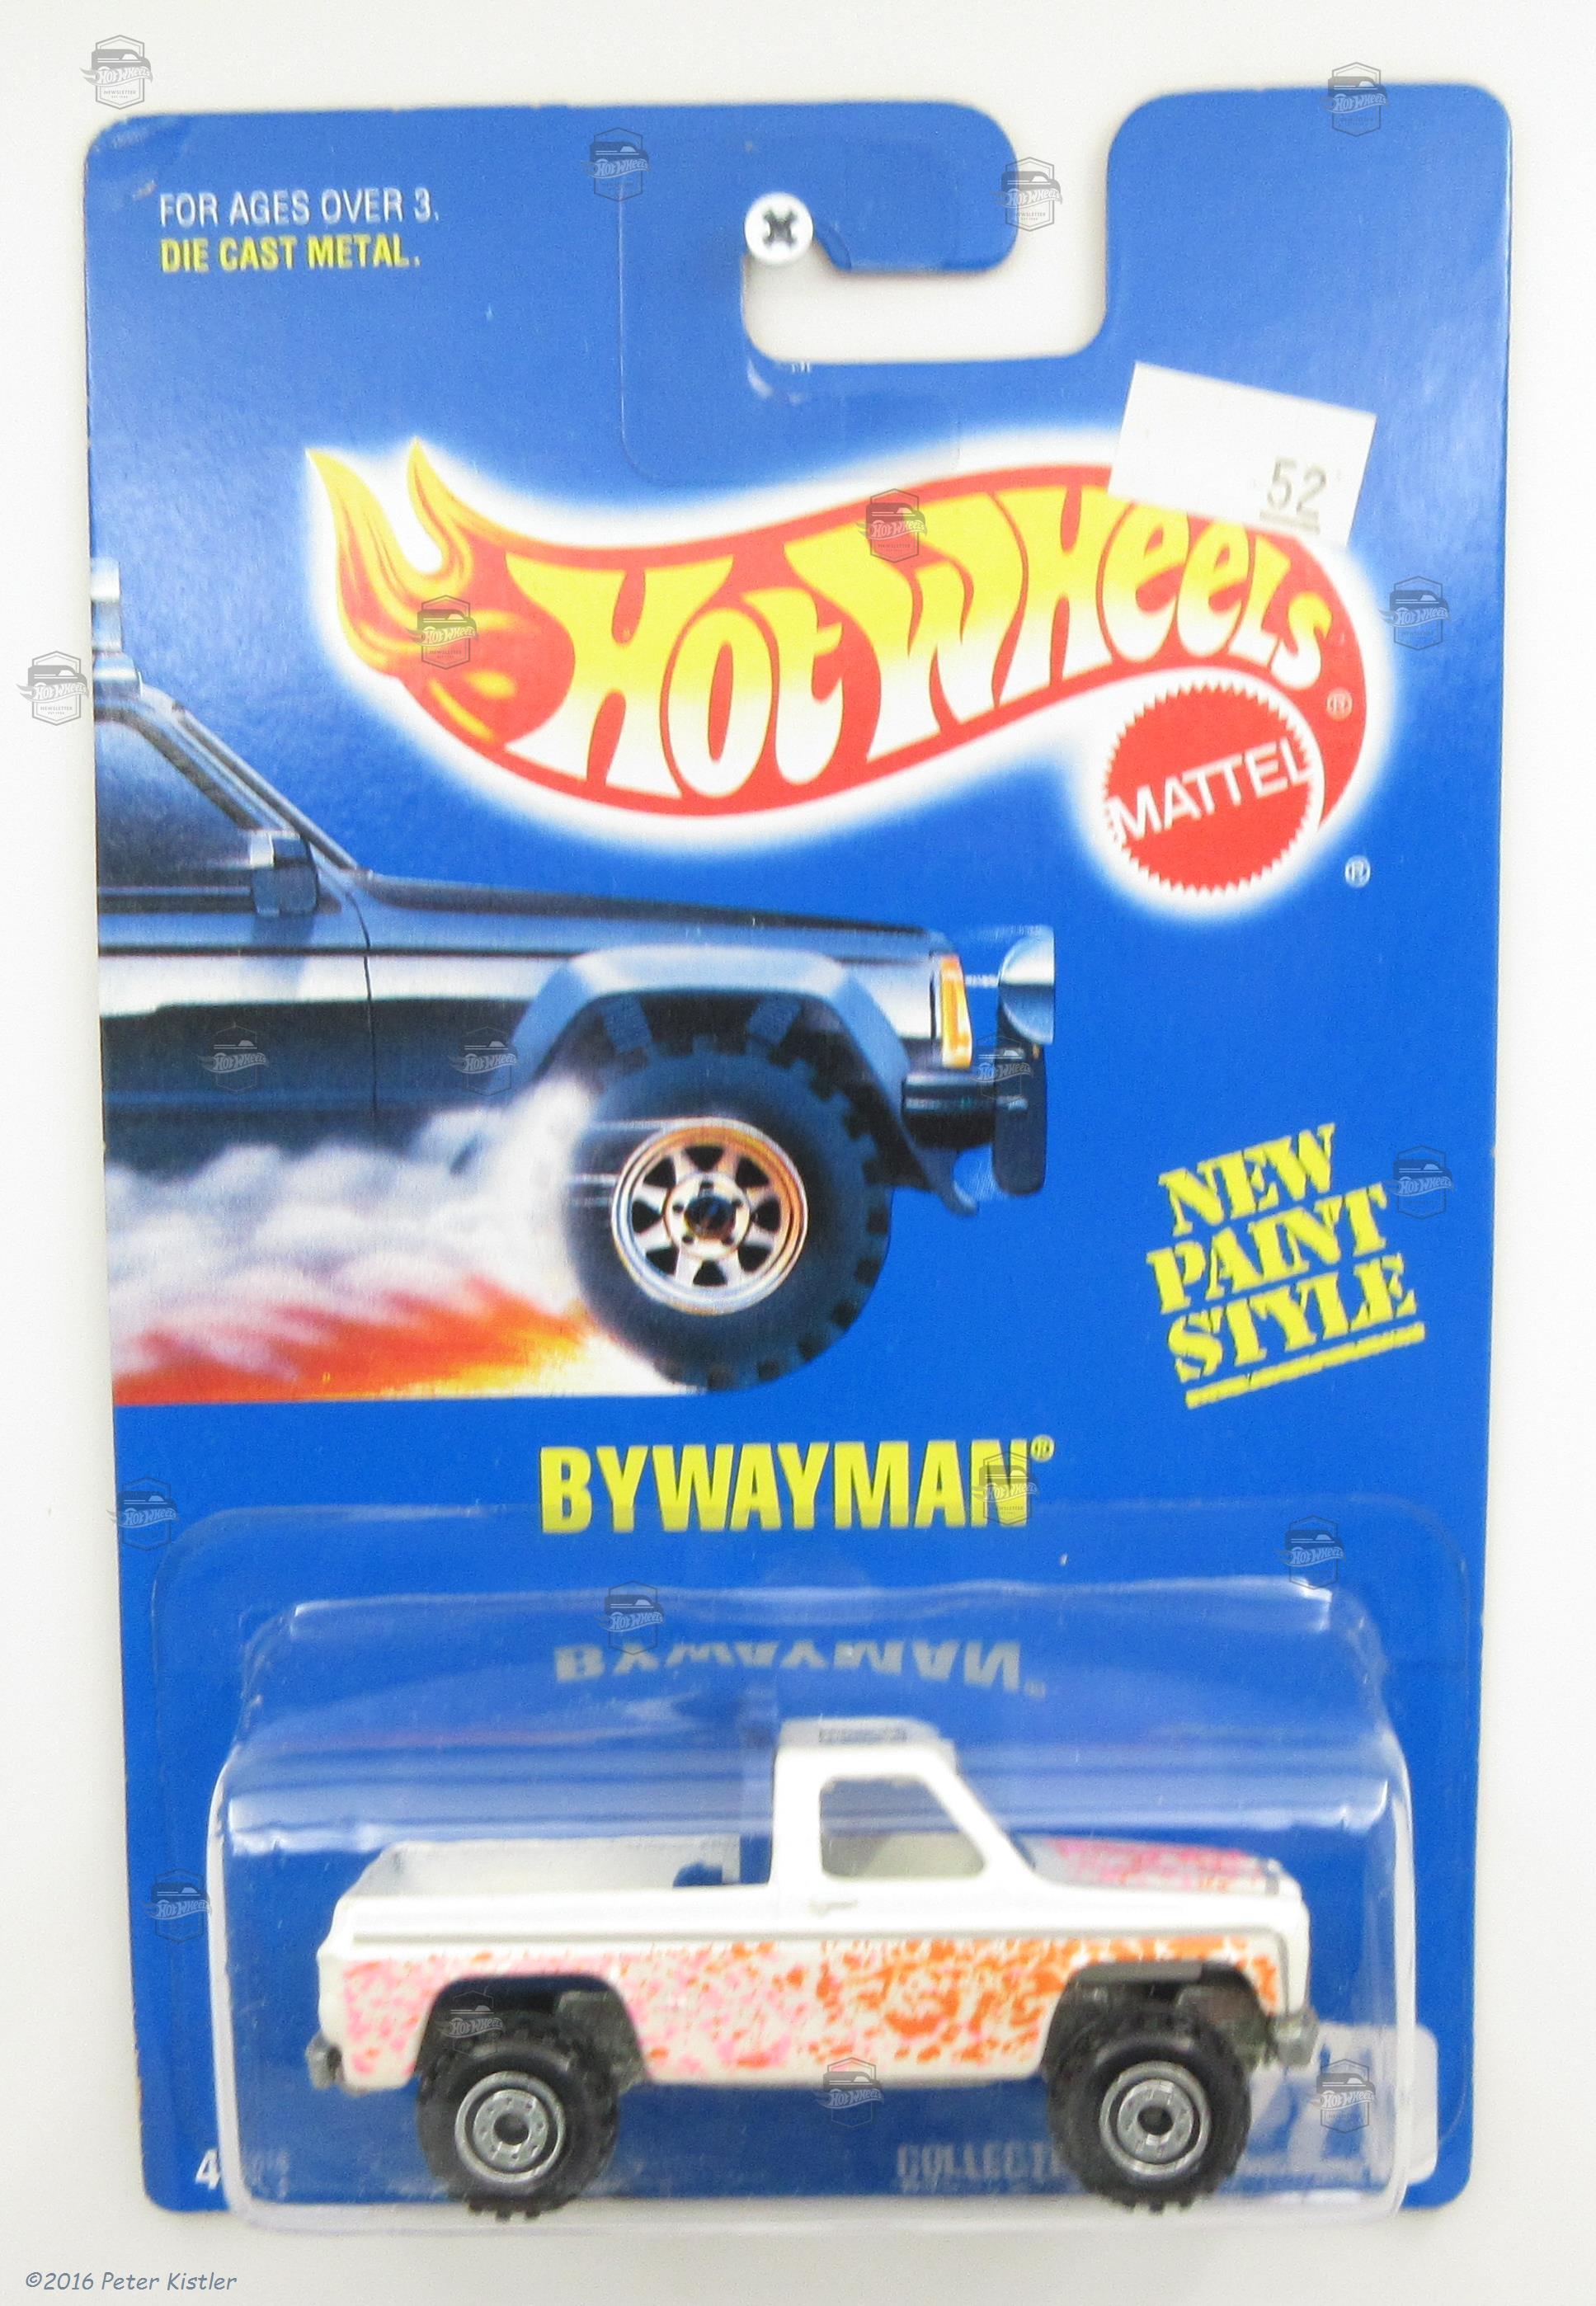 FOR AGES OVER 3.
DIE CAST METAL.
52
HOT WHEELS®
MATTEL
®
NEW
PAINT
STYLE
BYWAYMAN®
BYWAYMAN
4
©2016 Peter Kistler